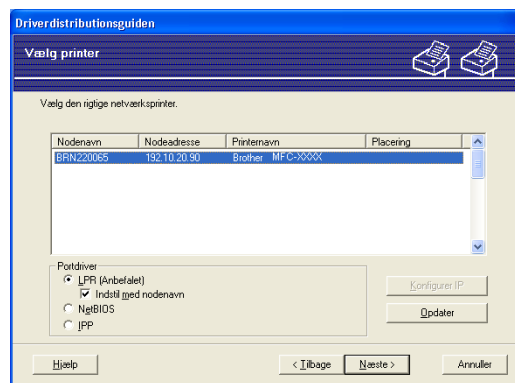 Driverdistributionsguiden
Vælg printer
Vælg den rigtige netværksprinter.
Nodenavn Nodeadresse Printernavn Placering
BRN220065 192.10.20.90 Brother MFC-XXXX
Portdriver
LPR (Anbefalet)
Indstil med nodenavn
NetBIOS
IPP
Konfigurer IP
Opdater
Hjælp
< Tilbage
Næste >
Annuller